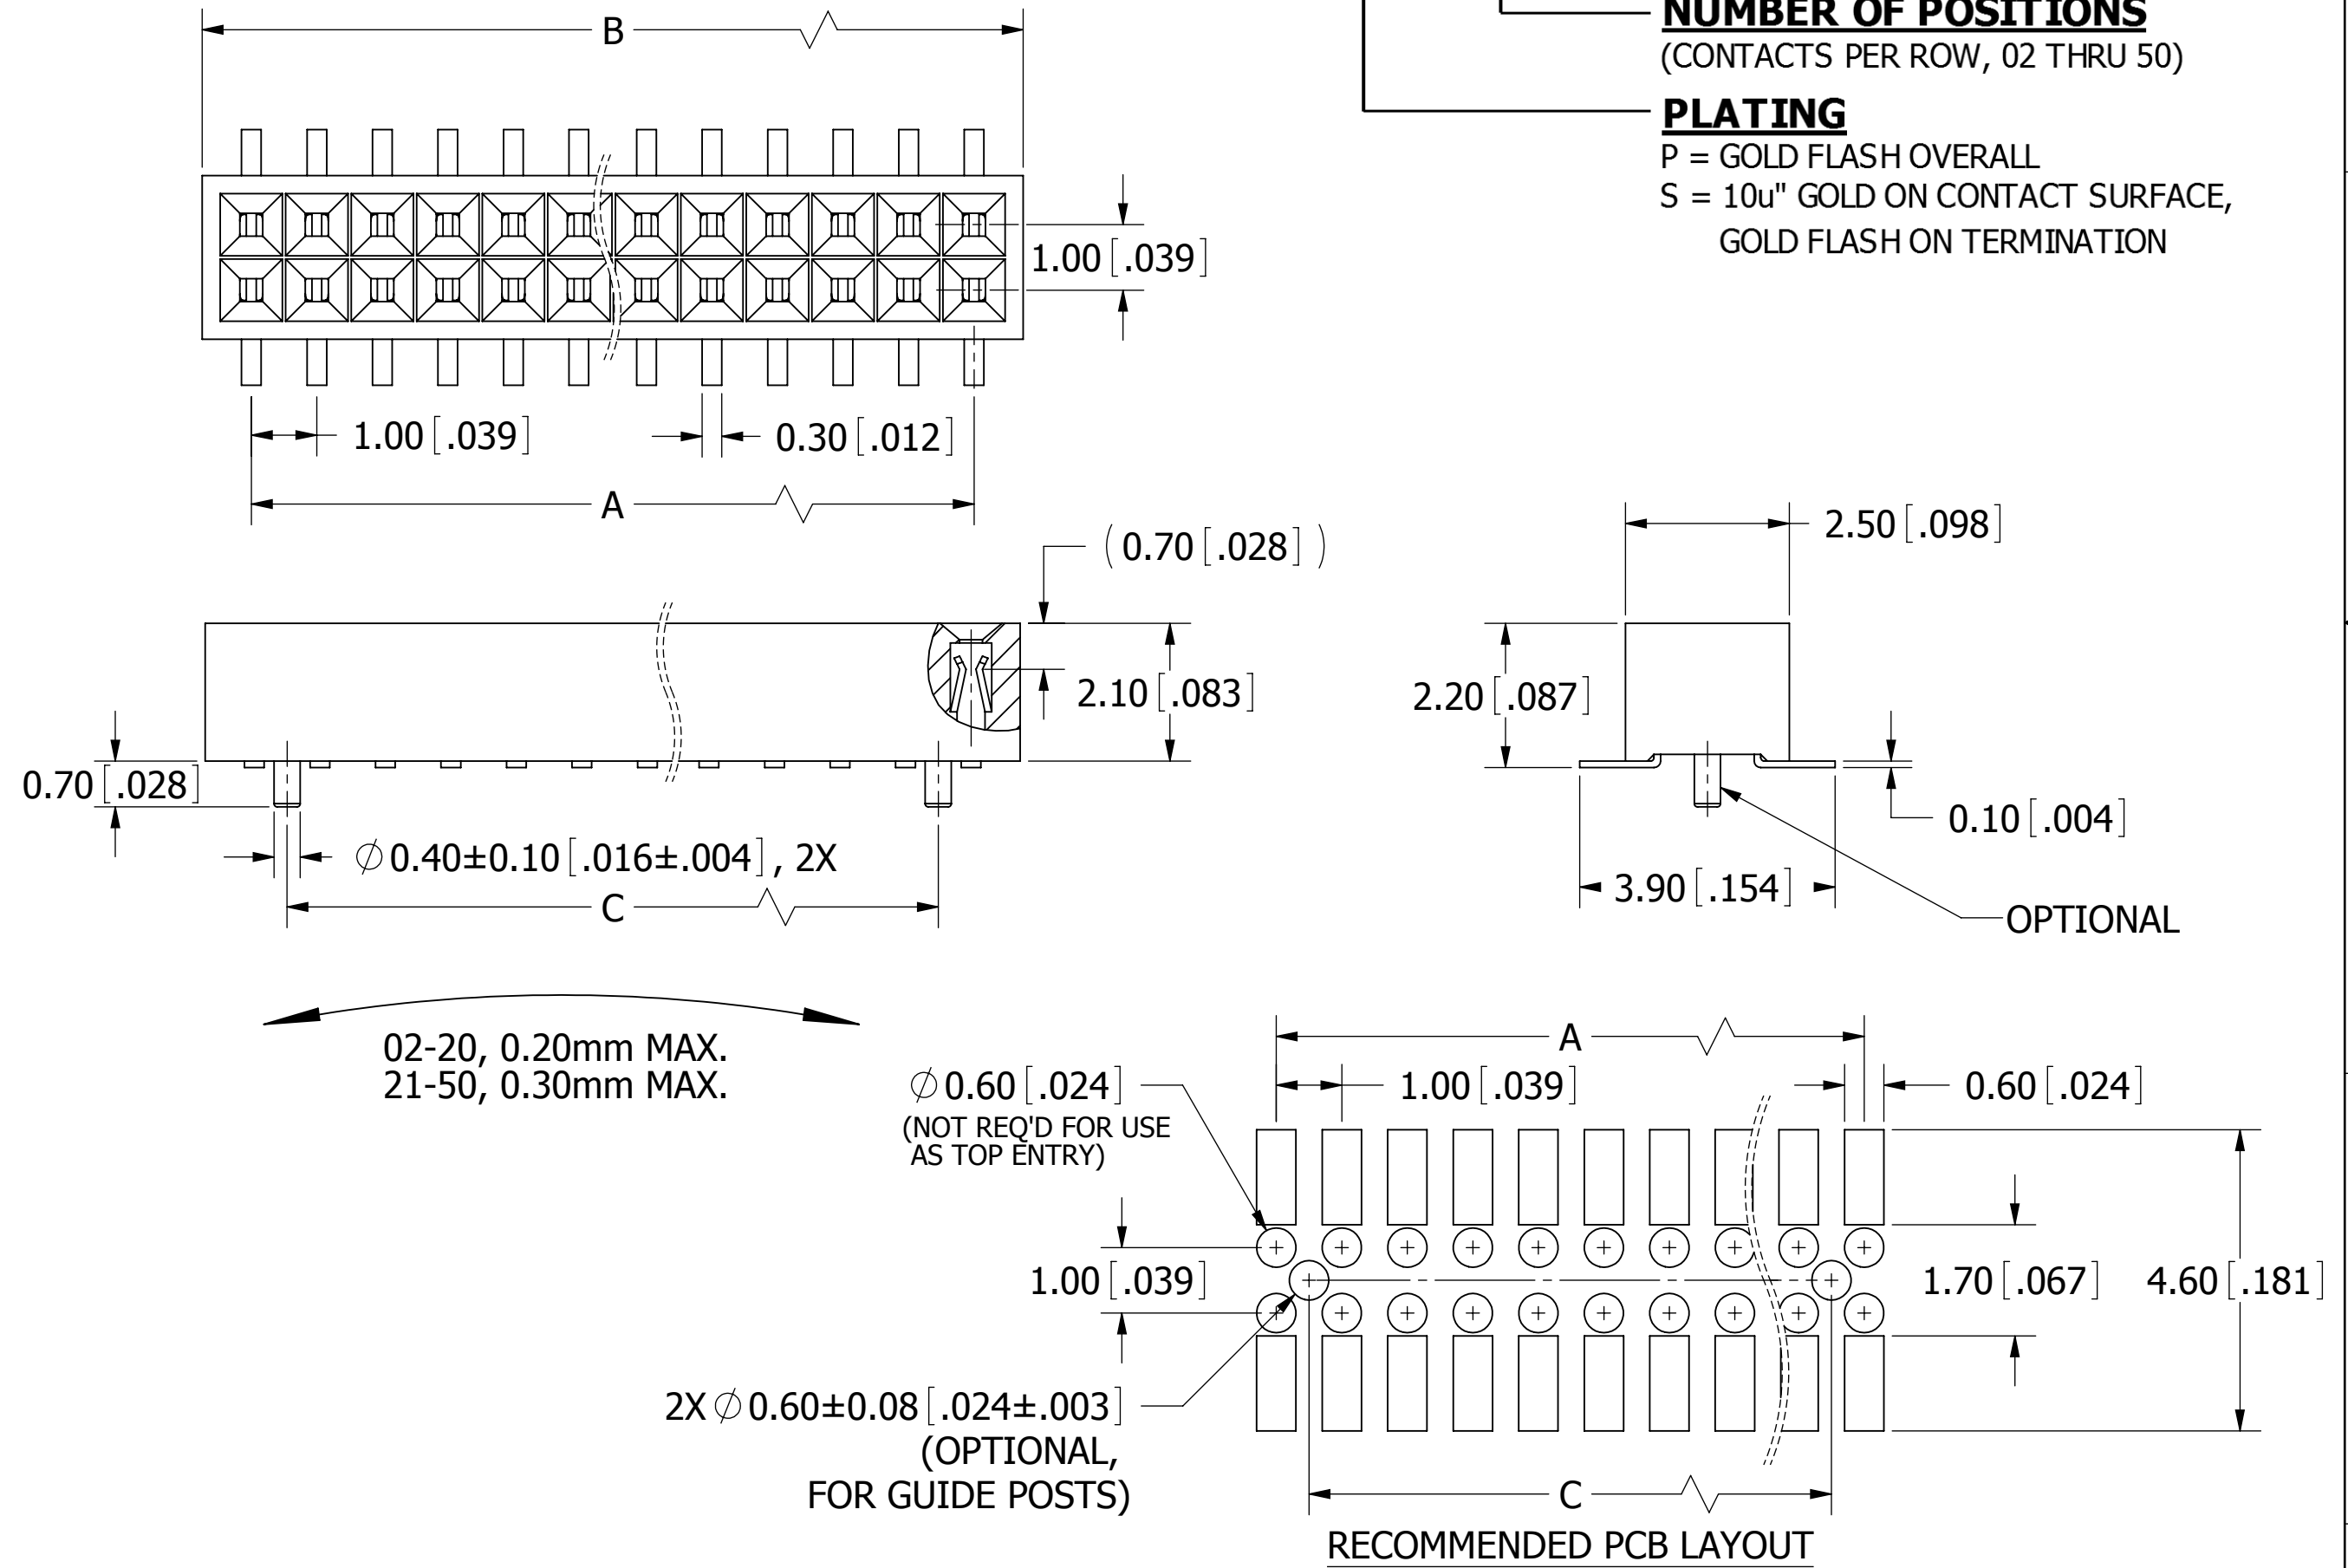 NUMBER OF POSITIONS
(CONTACTS PER ROW, 02 THRU 50)
PLATING
P = GOLD FLASH OVERALL
S = 10u" GOLD ON CONTACT SURFACE,
GOLD FLASH ON TERMINATION
B
1.00 [.039]
1.00 [.039]
0.30 [.012]
A
(0.70 [.028])
2.10 [.083]
0.70 [.028]
⌀ 0.40±0.10 [.016±.004], 2X
C
2.50 [.098]
2.20 [.087]
0.10 [.004]
3.90 [.154]
OPTIONAL
02-20, 0.20mm MAX.
21-50, 0.30mm MAX.
A
⌀ 0.60 [.024]
(NOT REQ'D FOR USE
AS TOP ENTRY)
1.00 [.039]
0.60 [.024]
1.00 [.039]
1.70 [.067]
4.60 [.181]
2X ⌀ 0.60±0.08 [.024±.003]
(OPTIONAL,
FOR GUIDE POSTS)
C
RECOMMENDED PCB LAYOUT